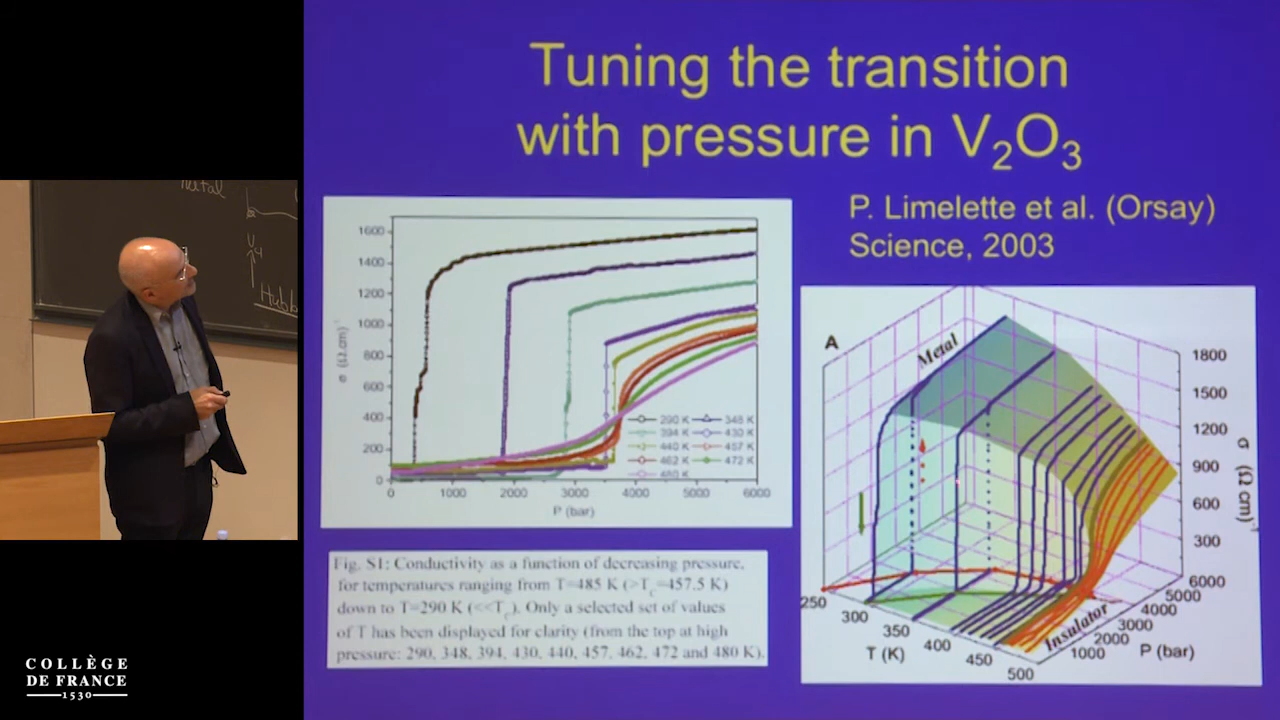 Tuning the transition
with pressure in V₂O₃
P. Limelette et al. (Orsay)
Science, 2003
1600
1400
1200
1000
800
600
400
200
0
σ (Ω.cm)⁻¹
0 1000 2000 3000 4000 5000 6000
P (bar)
290 K 348 K
394 K 430 K
440 K 457 K
462 K 472 K
480 K
Fig. S1: Conductivity as a function of decreasing pressure,
for temperatures ranging from T=485 K (>Tc=457.5 K)
down to T=290 K (<<Tc). Only a selected set of values
of T has been displayed for clarity (from the top at high
pressure: 290, 348, 394, 430, 440, 457, 462, 472 and 480 K).
A
Metal
Insulator
1800
1500
1200
900
600
300
σ (Ω cm)⁻¹
250 300 350 400 450 500
T (K)
1000 2000 3000 4000 5000 6000
P (bar)
COLLÈGE
DE FRANCE
1530